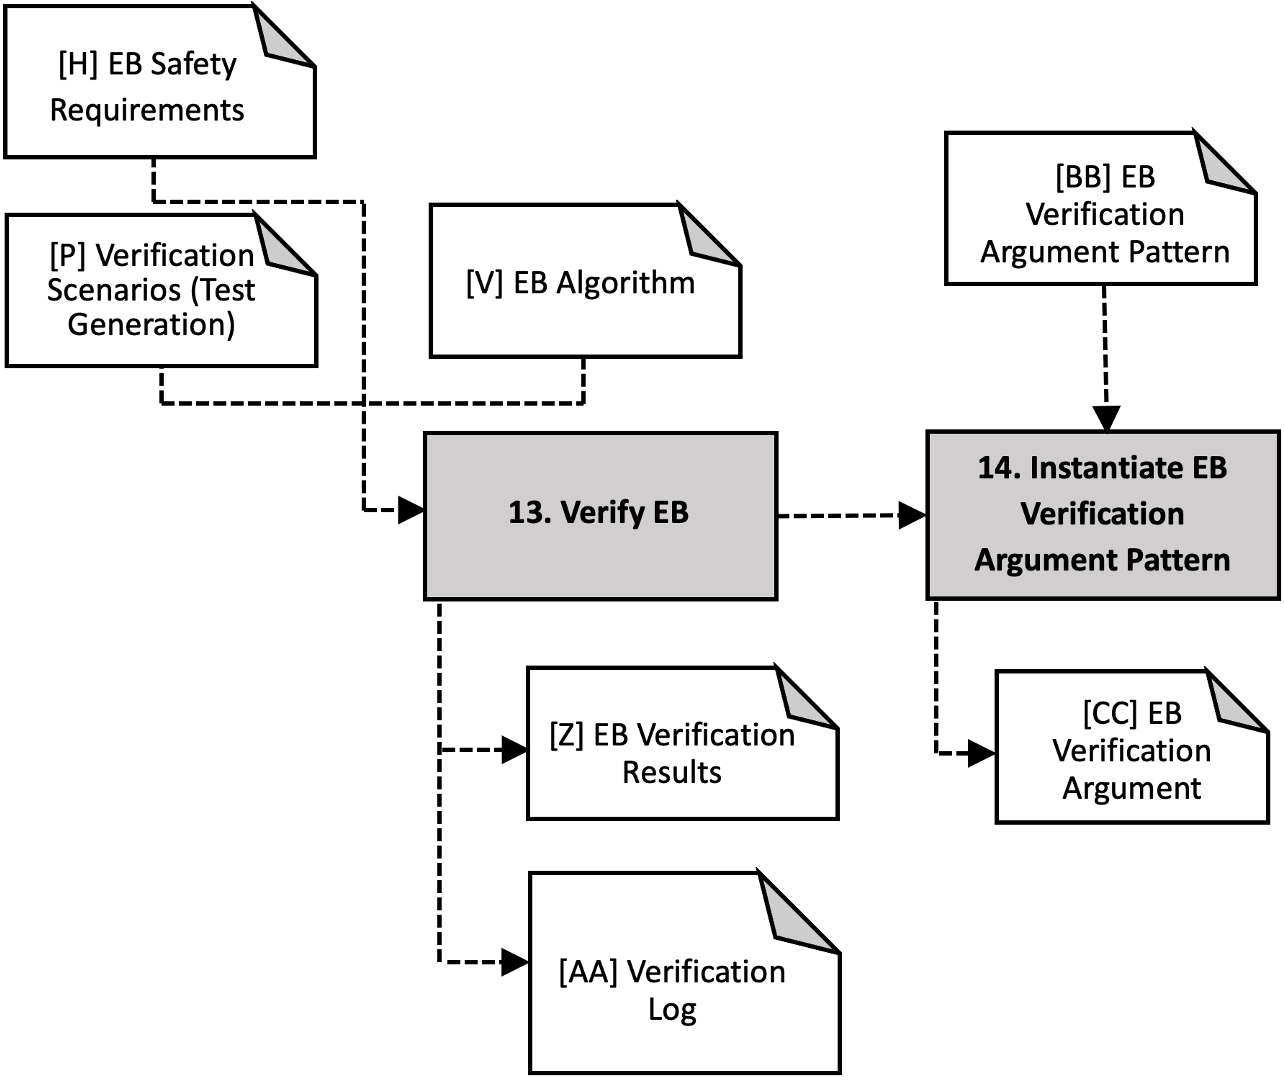 [H] EB Safety
Requirements
[P] Verification
Scenarios (Test
Generation)
[V] EB Algorithm
[BB] EB
Verification
Argument Pattern
13. Verify EB
14. Instantiate EB
Verification
Argument Pattern
[Z] EB Verification
Results
[CC] EB
Verification
Argument
[AA] Verification
Log